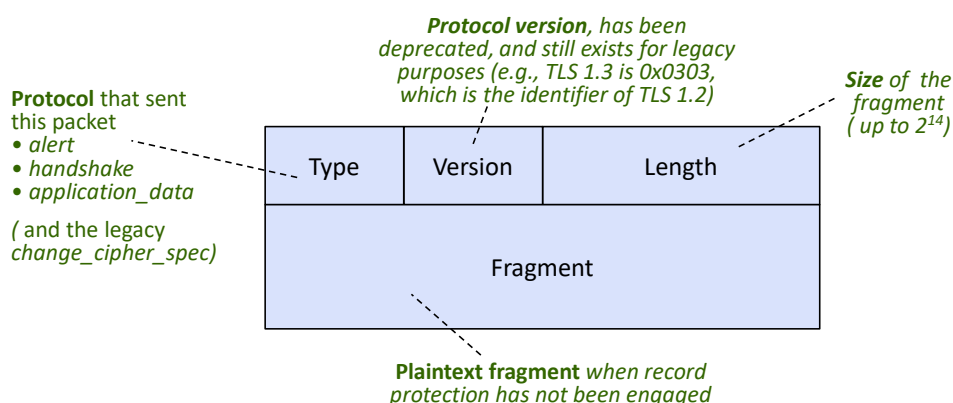 Protocol version, has been
deprecated, and still exists for legacy
purposes (e.g., TLS 1.3 is 0x0303,
which is the identifier of TLS 1.2)
Size of the
fragment
( up to 2^14)
Protocol that sent
this packet
• alert
• handshake
• application_data
( and the legacy
change_cipher_spec)
Type
Version
Length
Fragment
Plaintext fragment when record
protection has not been engaged